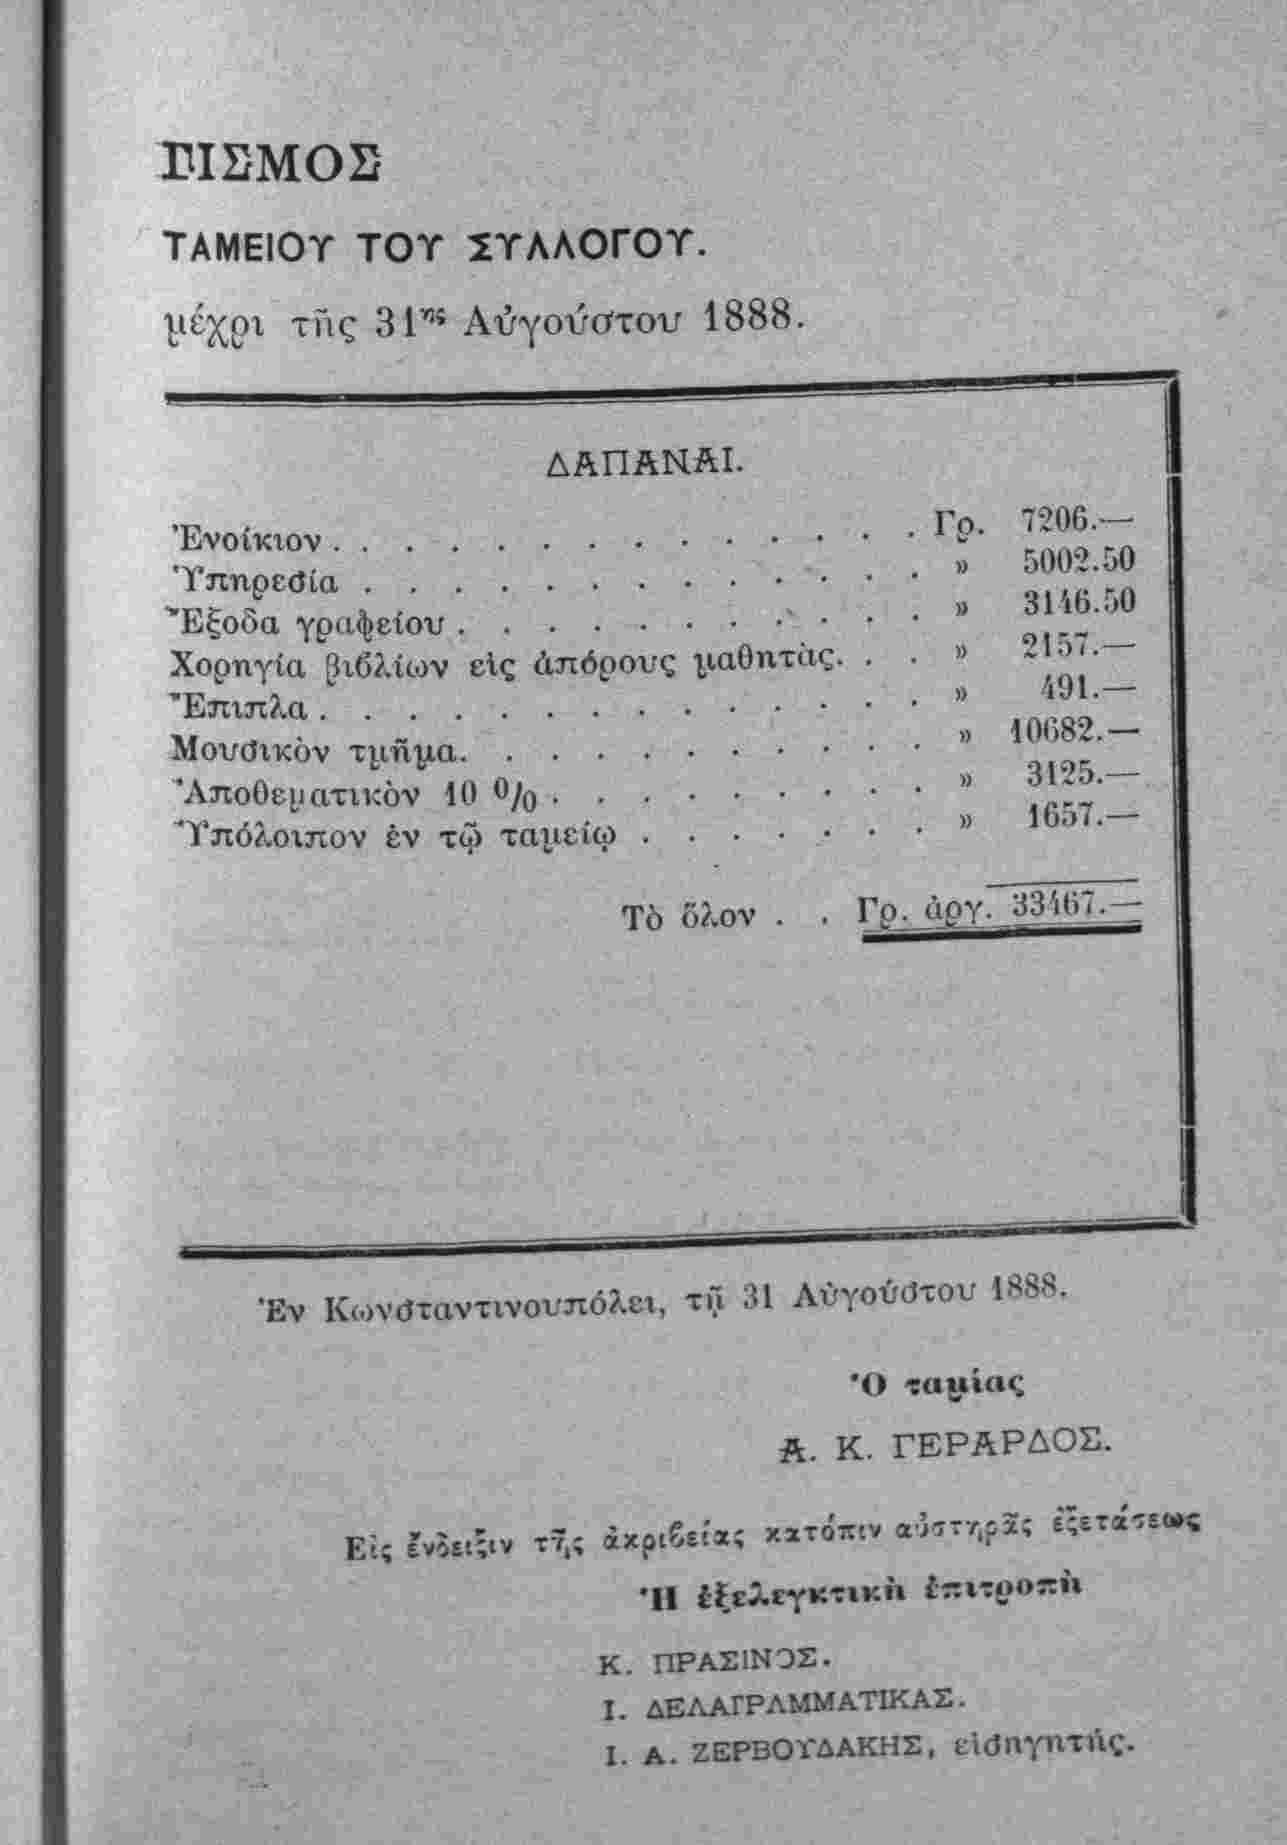 ΓΙΣΜΟΣ
ΤΑΜΕΙΟΥ ΤΟΥ ΣΥΛΛΟΓΟΥ.
μέχρι τῆς 31ης Αὐγούστου 1888.
ΔΑΠΑΝΑΙ.
Ἐνοίκιον . . . . . . . . . . . . . Γρ. 7206.—
Ὑπηρεσία . . . . . . . . . . . . . » 5002.50
Ἔξοδα γραφείου . . . . . . . . . . . » 3146.50
Χορηγία βιβλίων εἰς ἀπόρους μαθητὰς. . . » 2157.—
Ἔπιπλα . . . . . . . . . . . . . . » 491.—
Μουσικὸν τμῆμα. . . . . . . . . . . » 10682.—
Ἀποθεματικὸν 10 % . . . . . . . . . » 3125.—
Ὑπόλοιπον ἐν τῷ ταμείῳ . . . . . . . » 1657.—
Τὸ ὅλον . . Γρ. ἀργ. 33467.—
Ἐν Κωνσταντινουπόλει, τῇ 31 Αὐγούστου 1888.
Ὁ ταμίας
Α. Κ. ΓΕΡΑΡΔΟΣ.
Εἰς ἔνδειξιν τῆς ἀκριβείας κατόπιν αὐστηρᾶς ἐξετάσεως
Ἡ ἐξελεγκτικὴ ἐπιτροπὴ
Κ. ΠΡΑΣΙΝΟΣ.
Ι. ΔΕΛΑΓΡΑΜΜΑΤΙΚΑΣ.
Ι. Α. ΖΕΡΒΟΥΔΑΚΗΣ, εἰσηγητής.